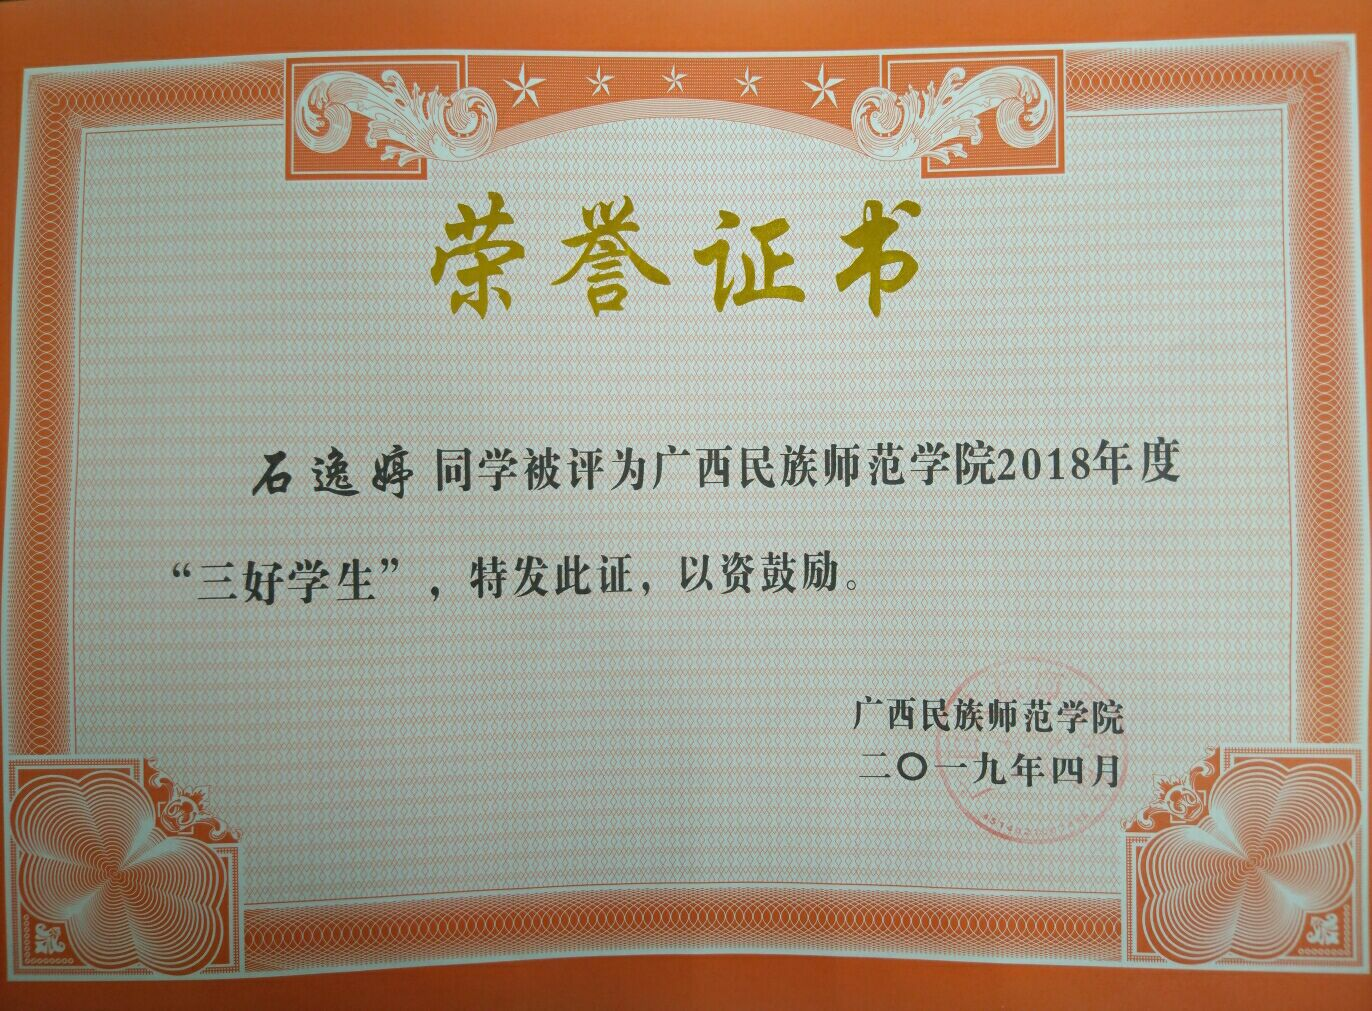 荣誉证书
石逸婷 同学被评为广西民族师范学院2018年度
“三好学生”，特发此证，以资鼓励。
广西民族师范学院
二〇一九年四月